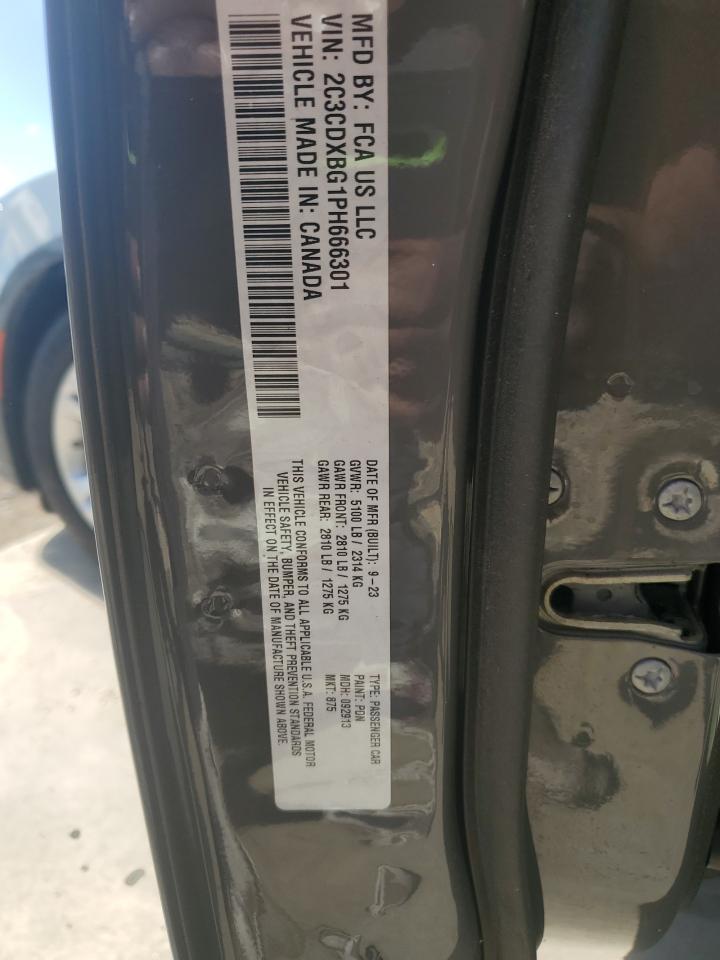 MFD BY: FCA US LLC
VIN: 2C3CDXBG1PH666301
VEHICLE MADE IN: CANADA
DATE OF MFR (BUILT): 9-23
GVWR: 5100 LB / 2314 KG
GAWR FRONT: 2810 LB / 1275 KG
GAWR REAR: 2810 LB / 1275 KG
TYPE: PASSENGER CAR
PAINT: PDN
MDH: 092913
MKT: 875
THIS VEHICLE CONFORMS TO ALL APPLICABLE U.S.A. FEDERAL MOTOR
VEHICLE SAFETY, BUMPER, AND THEFT PREVENTION STANDARDS
IN EFFECT ON THE DATE OF MANUFACTURE SHOWN ABOVE.